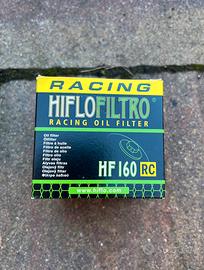 RACING
HIFLOFILTRO®
RACING OIL FILTER
Oil filter
Ölfilter
Filtre à huile
Filtro de aceite
Filtro olio
HF160 RC
www.hiflo.com